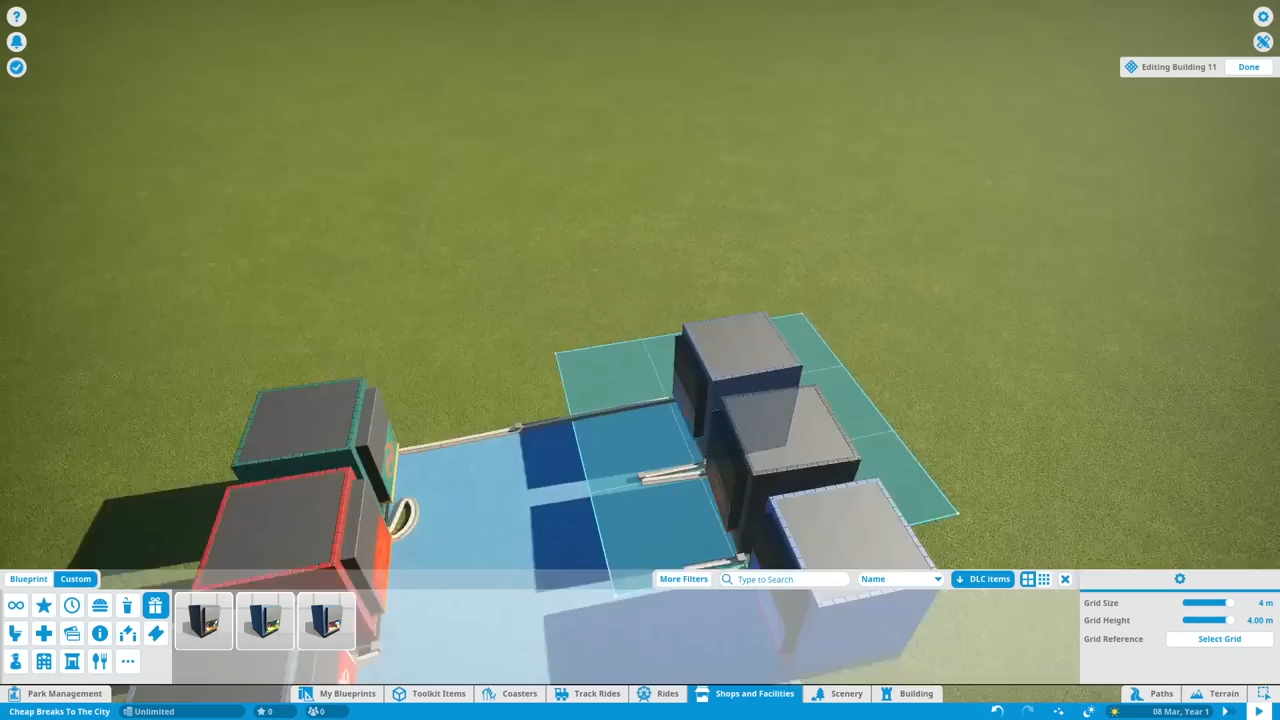 ?
Editing Building 11 Done
Blueprint Custom More Filters Type to Search Name DLC items
Grid Size 4 m
Grid Height 4.00 m
Grid Reference Select Grid
Park Management My Blueprints Toolkit Items Coasters Track Rides Rides Shops and Facilities Scenery Building Paths Terrain
Cheap Breaks To The City Unlimited 0 0 08 Mar, Year 1